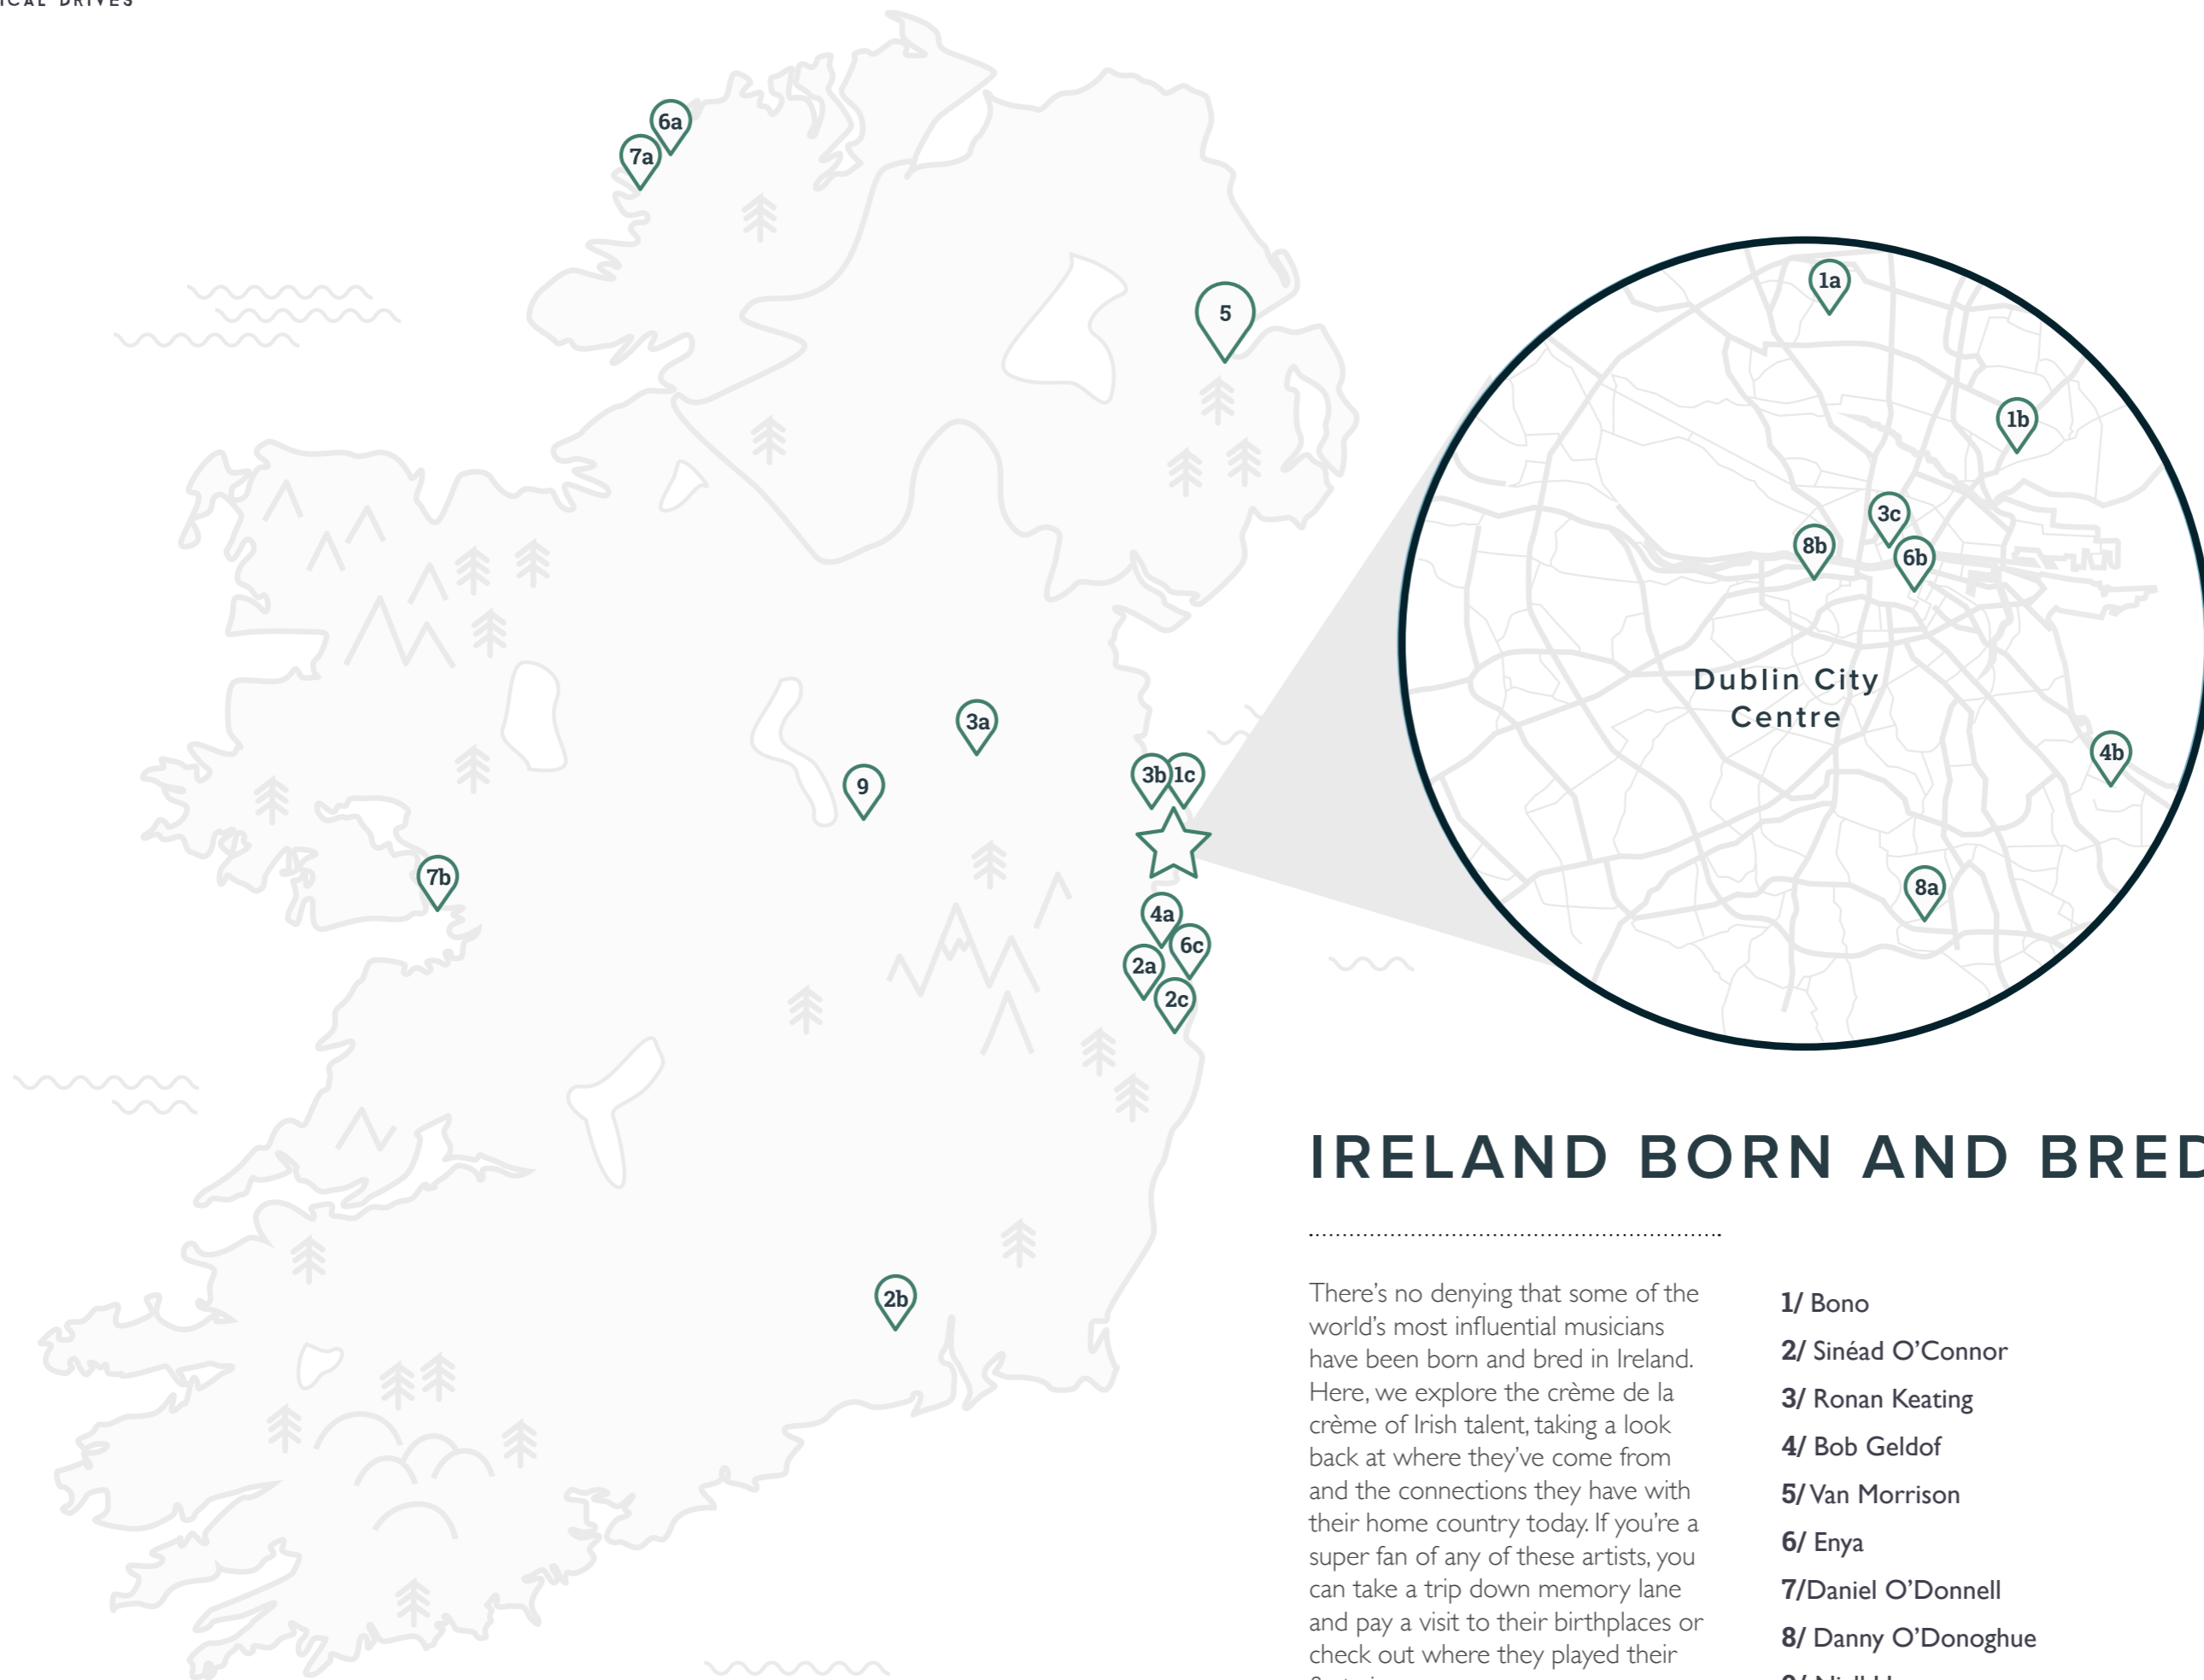 DRIVES
6a
7a
5
1a
1b
3c
8b
6b
Dublin City
Centre
3a
3b
1c
4b
9
7b
8a
4a
6c
2a
2c
2b
IRELAND BORN AND BRED
There's no denying that some of the
world's most influential musicians
have been born and bred in Ireland.
Here, we explore the crème de la
crème of Irish talent, taking a look
back at where they've come from
and the connections they have with
their home country today. If you're a
super fan of any of these artists, you
can take a trip down memory lane
and pay a visit to their birthplaces or
check out where they played their
1/ Bono
2/ Sinéad O'Connor
3/ Ronan Keating
4/ Bob Geldof
5/ Van Morrison
6/ Enya
7/Daniel O'Donnell
8/ Danny O'Donoghue